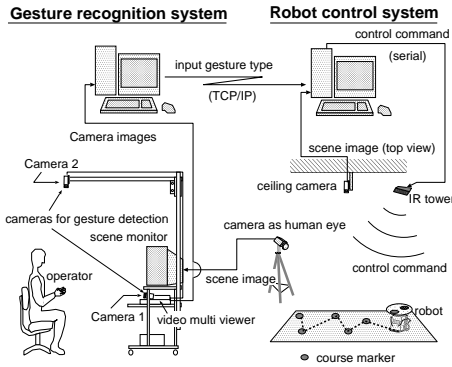 Gesture recognition system
Robot control system
control command
(serial)
input gesture type
(TCP/IP)
Camera images
scene image (top view)
Camera 2
ceiling camera
IR tower
cameras for gesture detection
scene monitor
camera as human eye
operator
scene image
control command
Camera 1
video multi viewer
robot
course marker